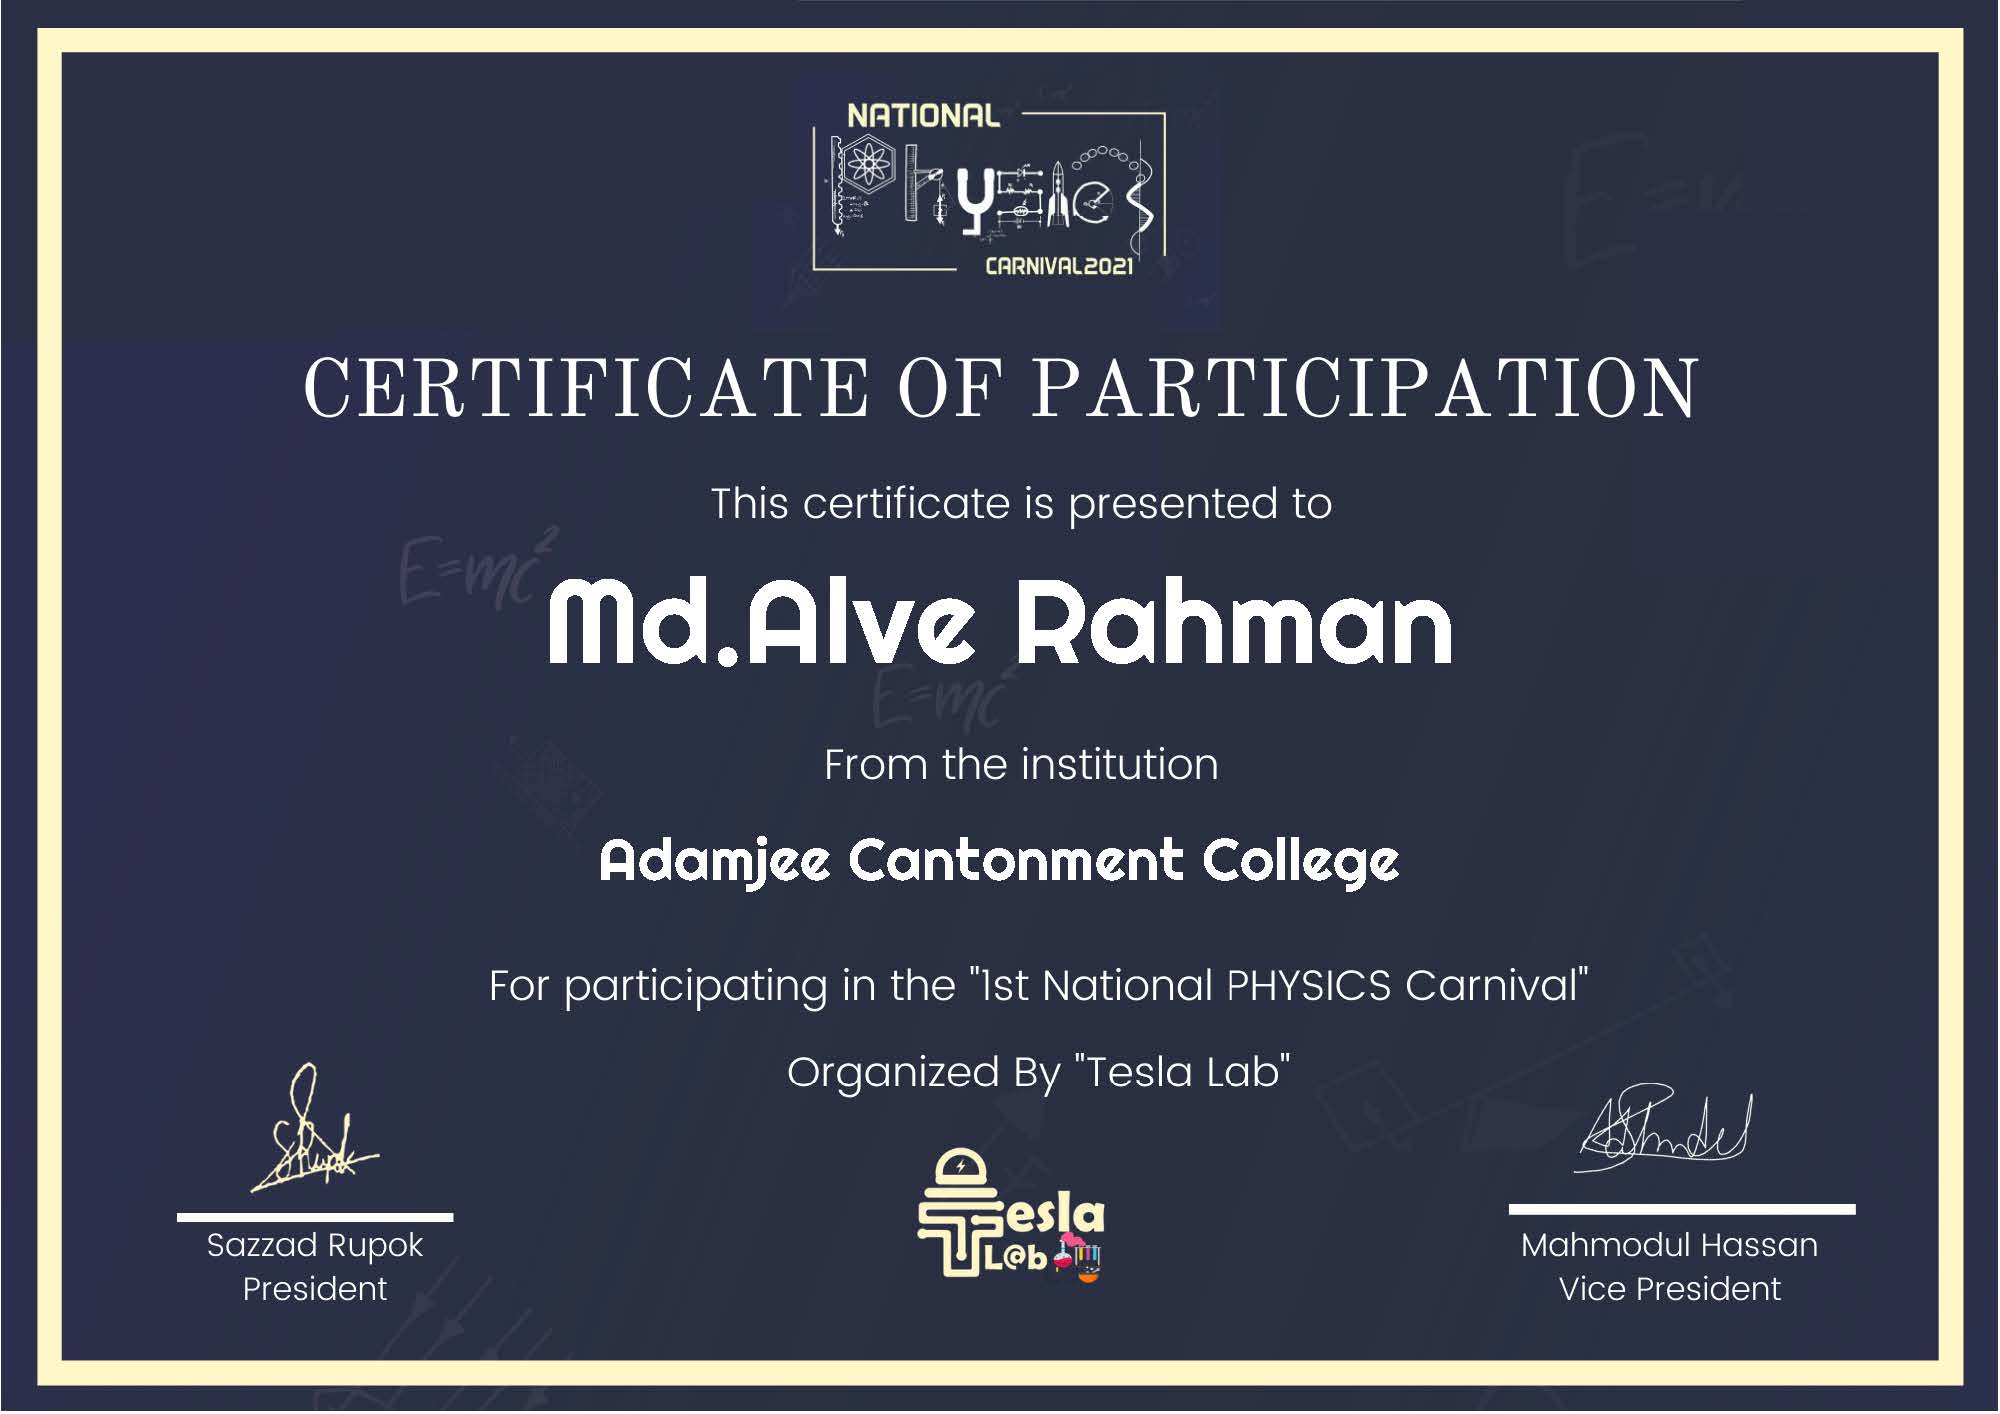 NATIONAL
Physics
CARNIVAL2021
E=m
CERTIFICATE OF PARTICIPATION
This certificate is presented to
E=mc²
Md.Alve Rahman
E=mc²
From the institution
Adamjee Cantonment College
For participating in the "1st National PHYSICS Carnival"
Organized By "Tesla Lab"
Tesla
L@b
Sazzad Rupok
President
Mahmodul Hassan
Vice President